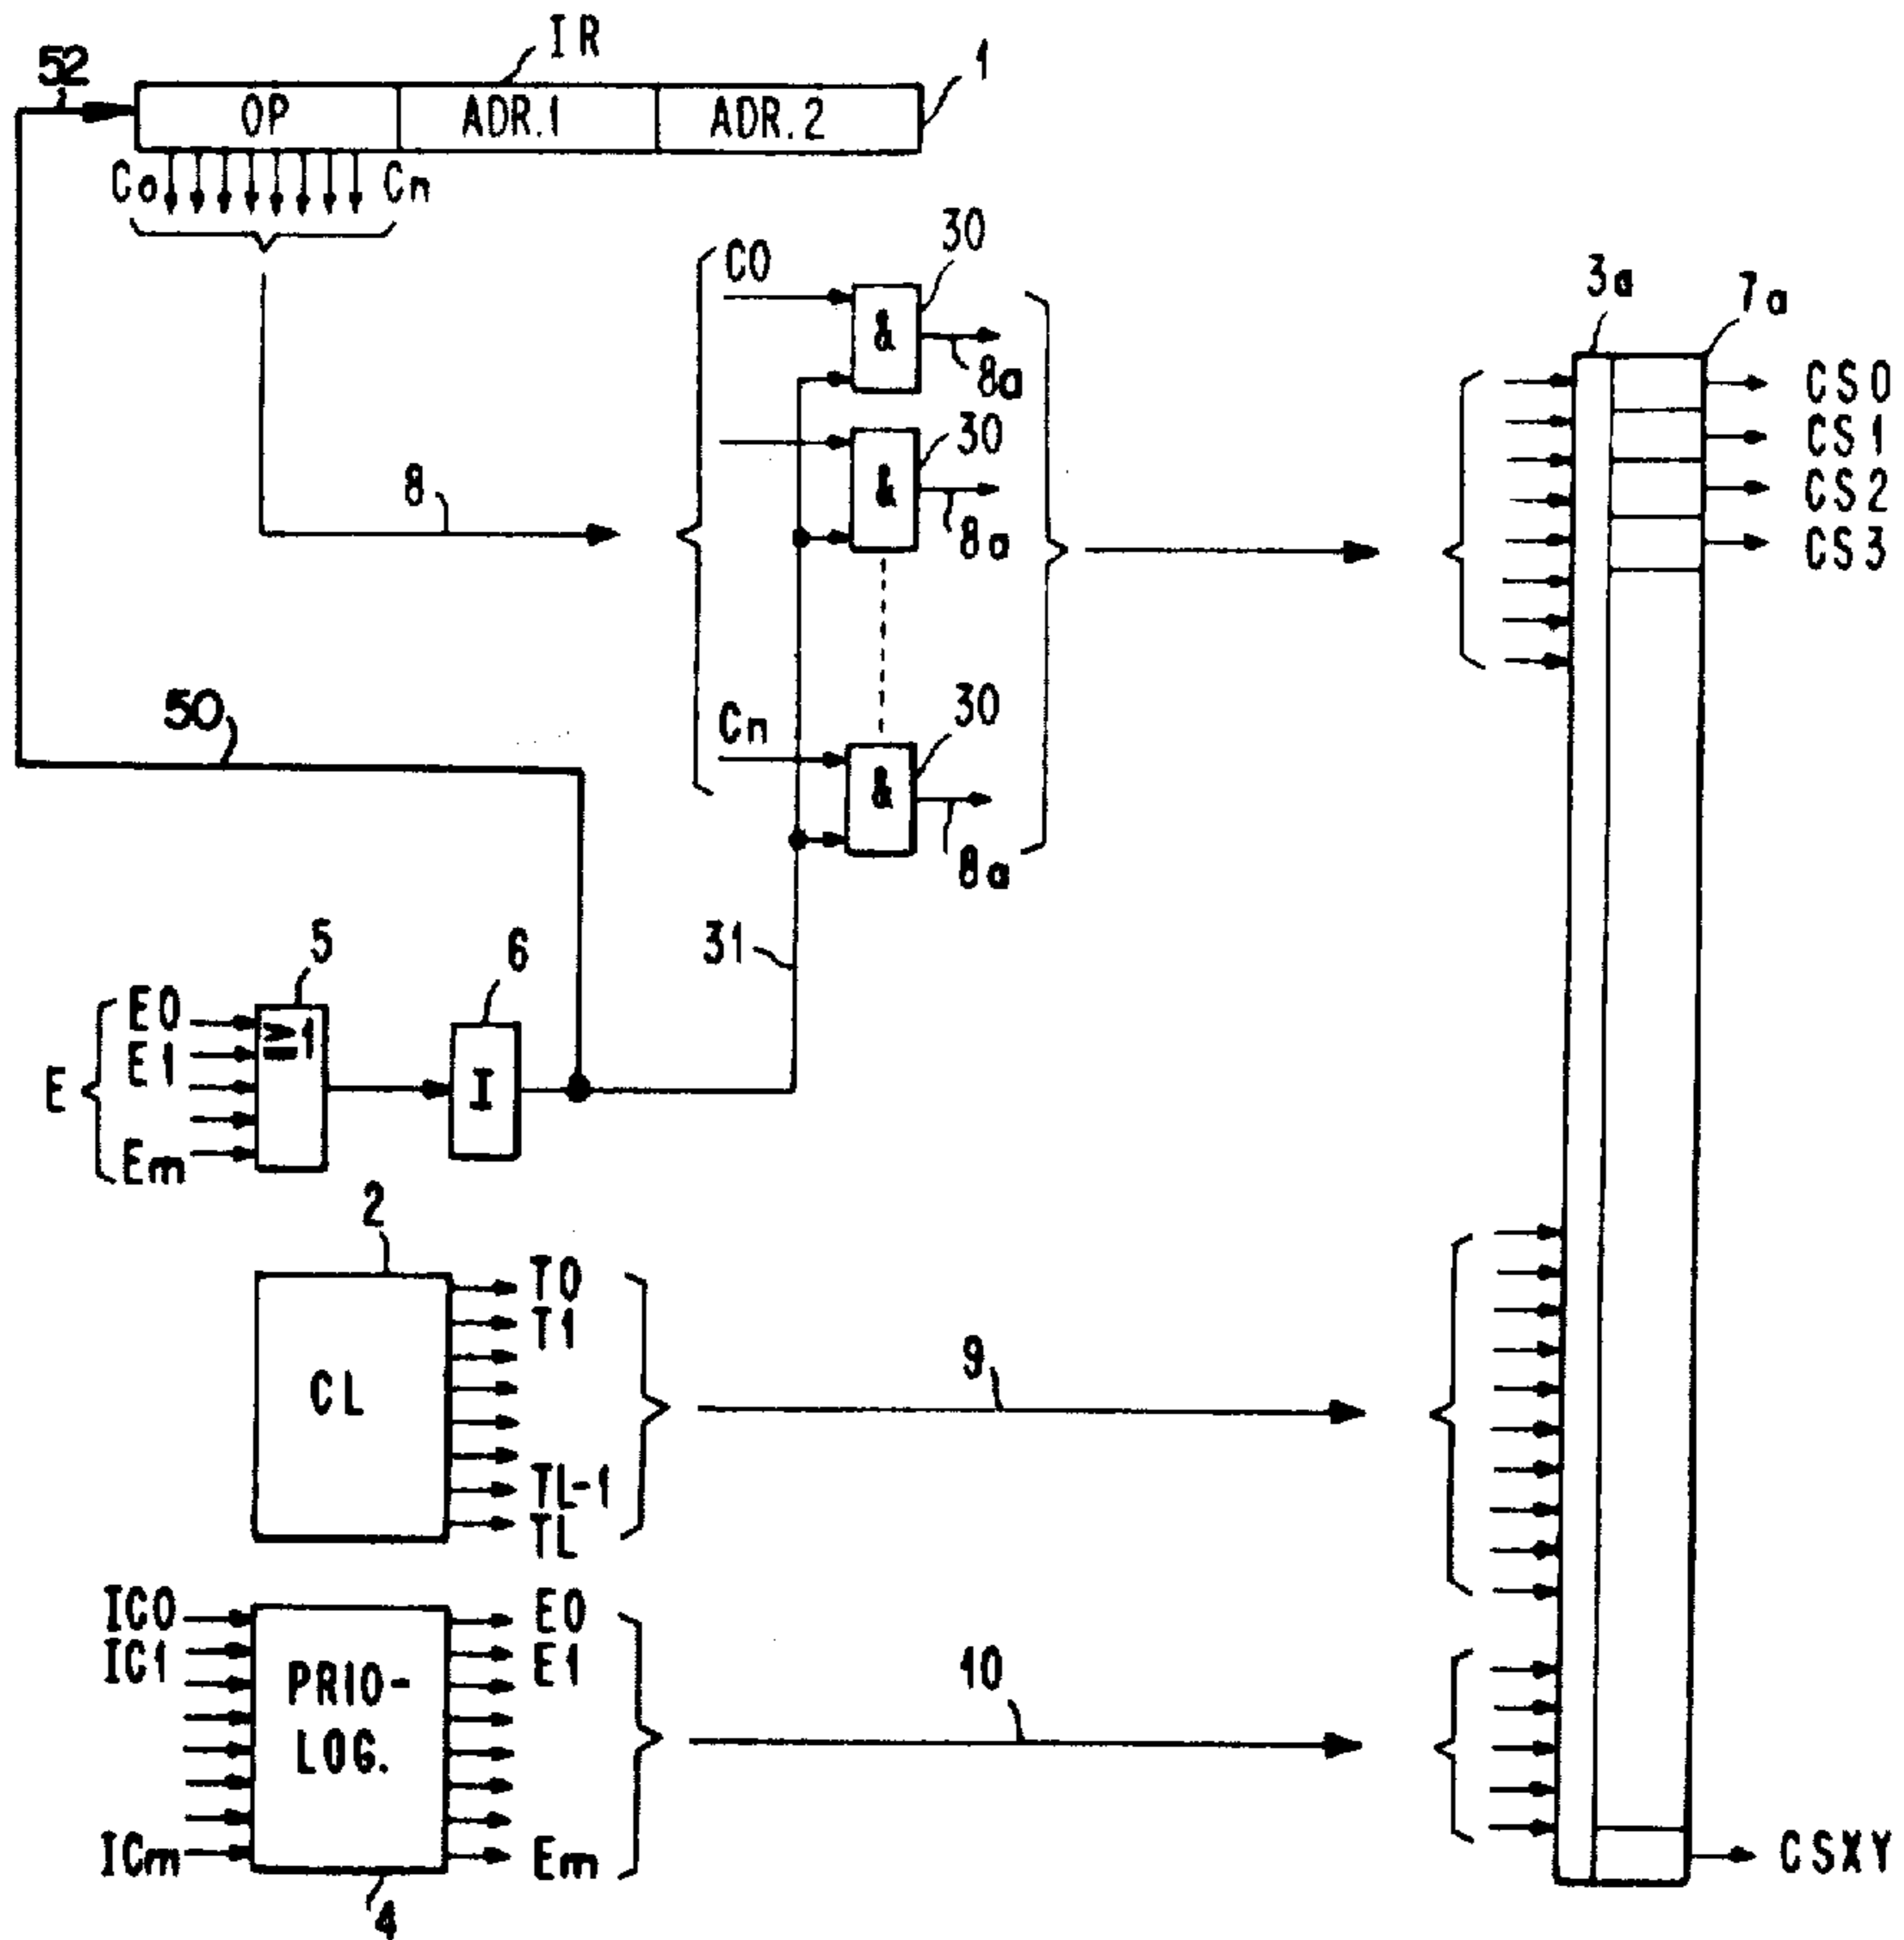 IR
52
1
OP ADR.1 ADR.2
Co Cn
30
C0
&
8a
3a
7a
CS0
CS1
CS2
CS3
30
&
8a
8
50
Cn
30
&
8a
31
5
6
E
E0
E1
Em
≥1
I
2
CL
T0
T1
TL-1
TL
9
IC0
IC1
ICm
PRIO-
LOG.
E0
E1
Em
10
4
CSXY